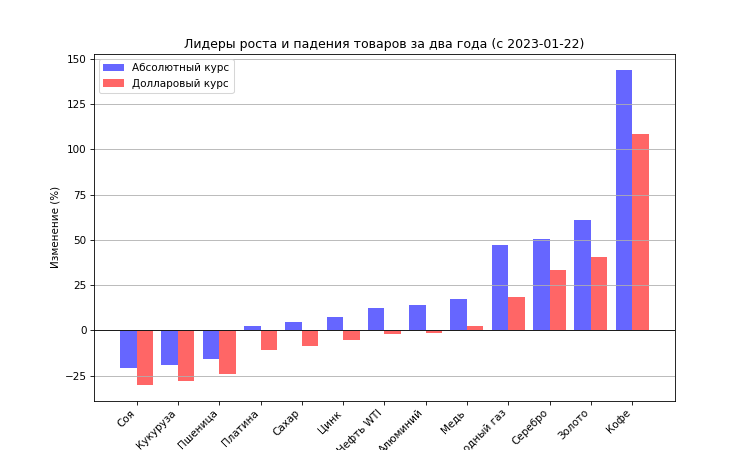 Лидеры роста и падения товаров за два года (с 2023-01-22)
Абсолютный курс
Долларовый курс
Изменение (%)
150
125
100
75
50
25
0
−25
Соя
Кукуруза
Пшеница
Платина
Сахар
Цинк
Нефть WTI
Алюминий
Медь
газ
Серебро
Золото
Кофе